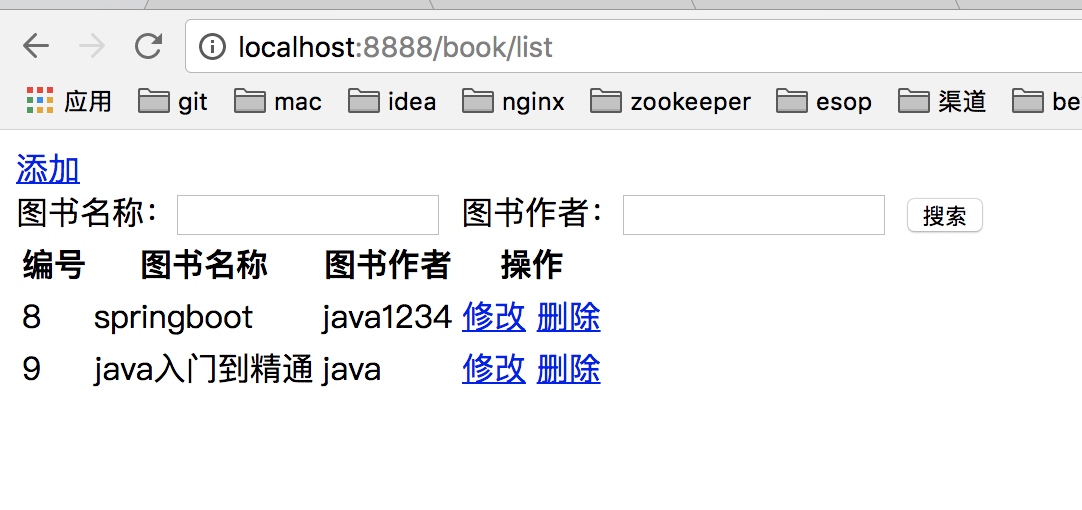 localhost:8888/book/list
应用 git mac idea nginx zookeeper esop 渠道 be
添加
图书名称： 图书作者： 搜索
编号 图书名称 图书作者 操作
8 springboot java1234 修改 删除
9 java入门到精通 java 修改 删除